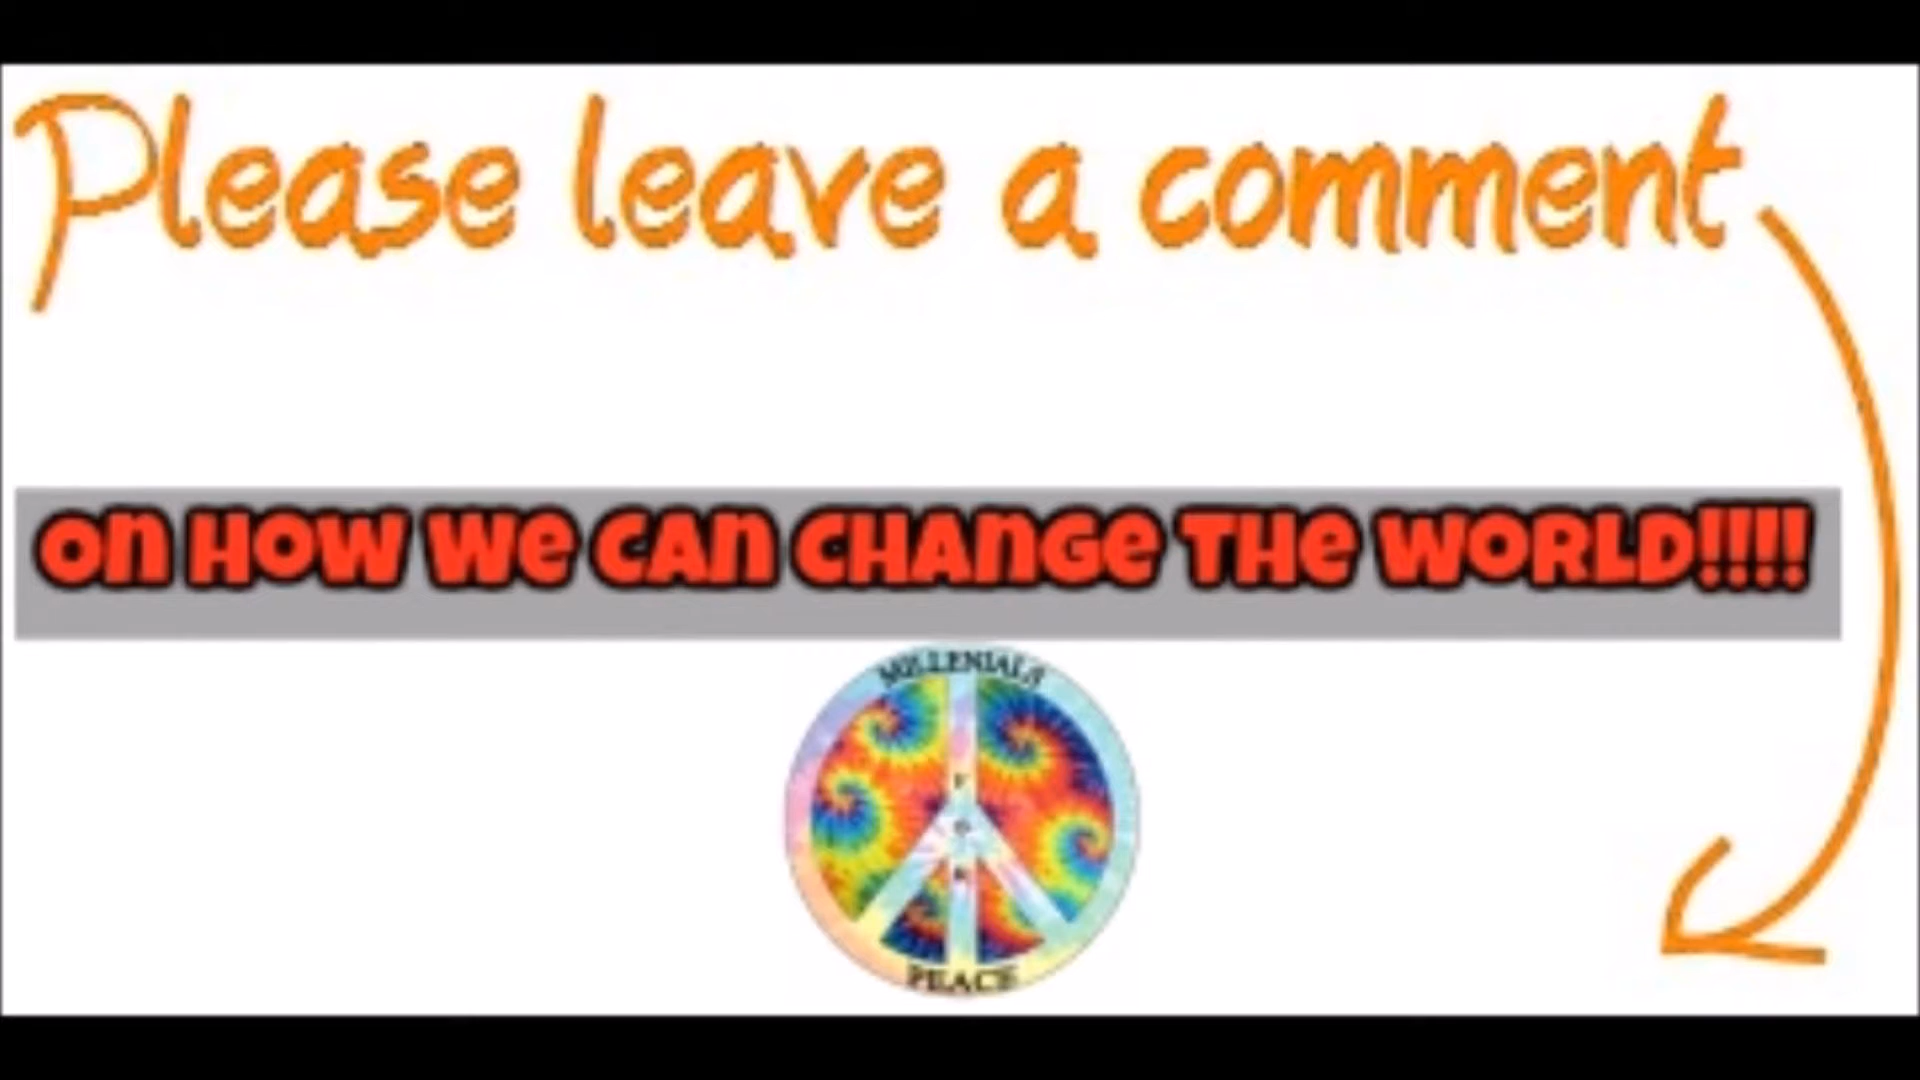 Please leave a comment
on How we can change the world!!!!
MILLENIALS
F
O
R
PEACE